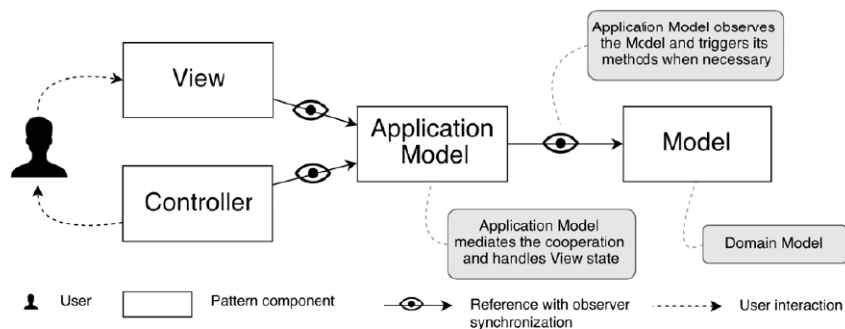 Application Model observes
the Model and triggers its
methods when necessary
View
Application
Model
Model
Controller
Application Model
mediates the cooperation
and handles View state
Domain Model
User
Pattern component
Reference with observer
synchronization
User interaction